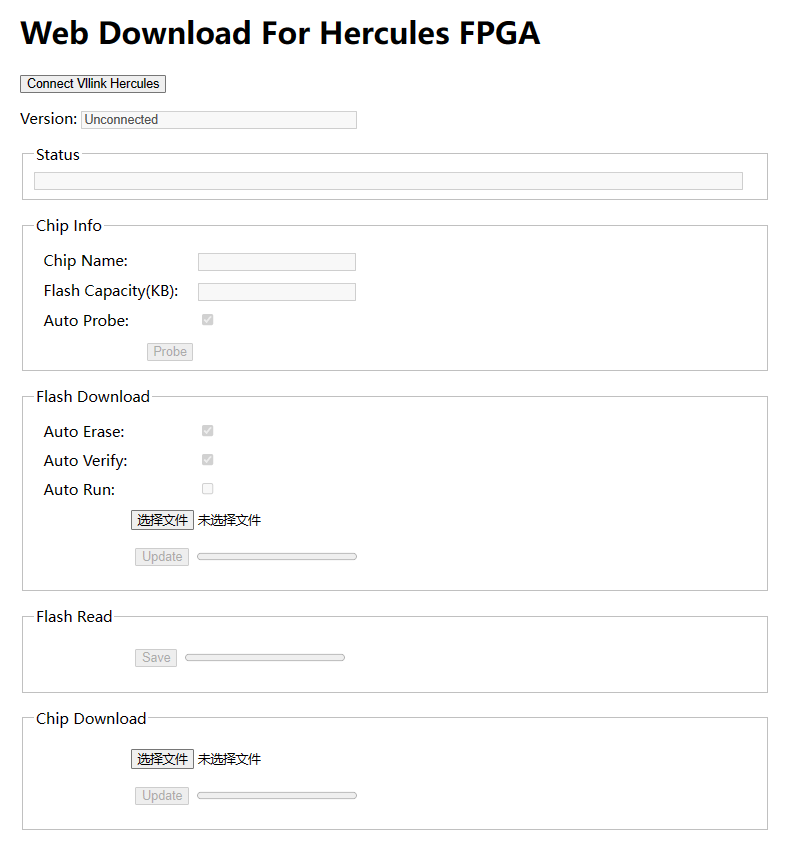 Web Download For Hercules FPGA
Connect Vllink Hercules
Version: Unconnected
Status
Chip Info
Chip Name:
Flash Capacity(KB):
Auto Probe:
Probe
Flash Download
Auto Erase:
Auto Verify:
Auto Run:
选择文件 未选择文件
Update
Flash Read
Save
Chip Download
选择文件 未选择文件
Update